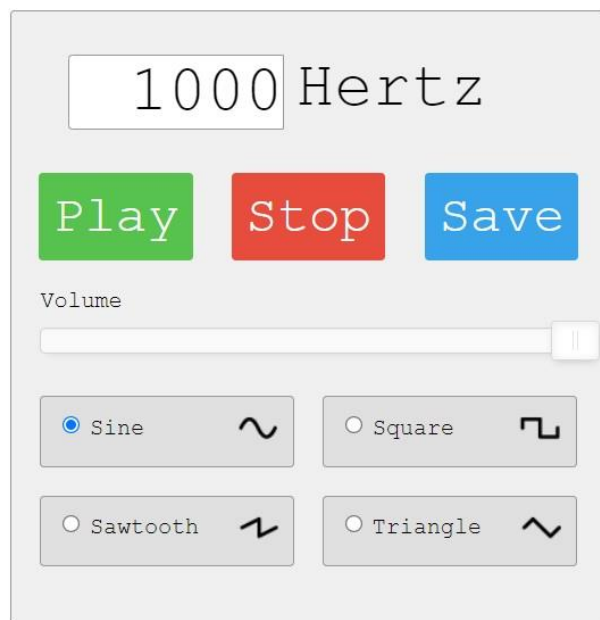 1000 Hertz
Play Stop Save
Volume
Sine Square
Sawtooth Triangle